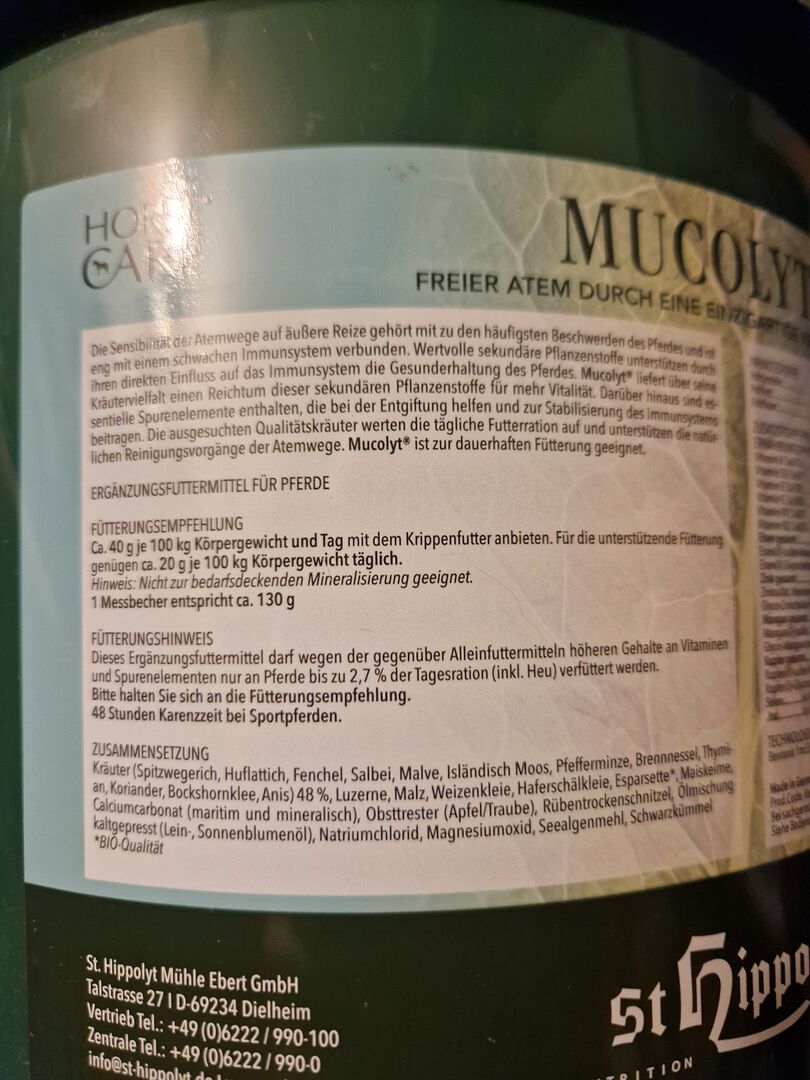 HORSE
CARE
MUCOLYT
FREIER ATEM DURCH EINE EINZIGARTIGE
Die Sensibilität der Atemwege auf äußere Reize gehört mit zu den häufigsten Beschwerden des Pferdes und ist
eng mit einem schwachen Immunsystem verbunden. Wertvolle sekundäre Pflanzenstoffe unterstützen durch
ihren direkten Einfluss auf das Immunsystem die Gesunderhaltung des Pferdes. Mucolyt® liefert über seine
Kräutervielfalt einen Reichtum dieser sekundären Pflanzenstoffe für mehr Vitalität. Darüber hinaus sind es-
sentielle Spurenelemente enthalten, die bei der Entgiftung helfen und zur Stabilisierung des Immunsystems
beitragen. Die ausgesuchten Qualitätskräuter werten die tägliche Futterration auf und unterstützen die natür-
lichen Reinigungsvorgänge der Atemwege. Mucolyt® ist zur dauerhaften Fütterung geeignet.
ERGÄNZUNGSFUTTERMITTEL FÜR PFERDE
FÜTTERUNGSEMPFEHLUNG
Ca. 40 g je 100 kg Körpergewicht und Tag mit dem Krippenfutter anbieten. Für die unterstützende Fütterung
genügen ca. 20 g je 100 kg Körpergewicht täglich.
Hinweis: Nicht zur bedarfsdeckenden Mineralisierung geeignet.
1 Messbecher entspricht ca. 130 g
FÜTTERUNGSHINWEIS
Dieses Ergänzungsfuttermittel darf wegen der gegenüber Alleinfuttermitteln höheren Gehalte an Vitaminen
und Spurenelementen nur an Pferde bis zu 2,7 % der Tagesration (inkl. Heu) verfüttert werden.
Bitte halten Sie sich an die Fütterungsempfehlung.
48 Stunden Karenzzeit bei Sportpferden.
ZUSAMMENSETZUNG
Kräuter (Spitzwegerich, Huflattich, Fenchel, Salbei, Malve, Isländisch Moos, Pfefferminze, Brennnessel, Thymi-
an, Koriander, Bockshornklee, Anis) 48 %, Luzerne, Malz, Weizenkleie, Haferschälkleie, Esparsette*, Maiskeime,
Calciumcarbonat (maritim und mineralisch), Obsttrester (Apfel/Traube), Rübentrockenschnitzel, Ölmischung
kaltgepresst (Lein-, Sonnenblumenöl), Natriumchlorid, Magnesiumoxid, Seealgenmehl, Schwarzkümmel
*BIO-Qualität
St. Hippolyt Mühle Ebert GmbH
Talstrasse 27 I D-69234 Dielheim
Vertrieb Tel.: +49 (0)6222 / 990-100
Zentrale Tel.: +49 (0)6222 / 990-0
info@st-hippolyt.de
St Hippo